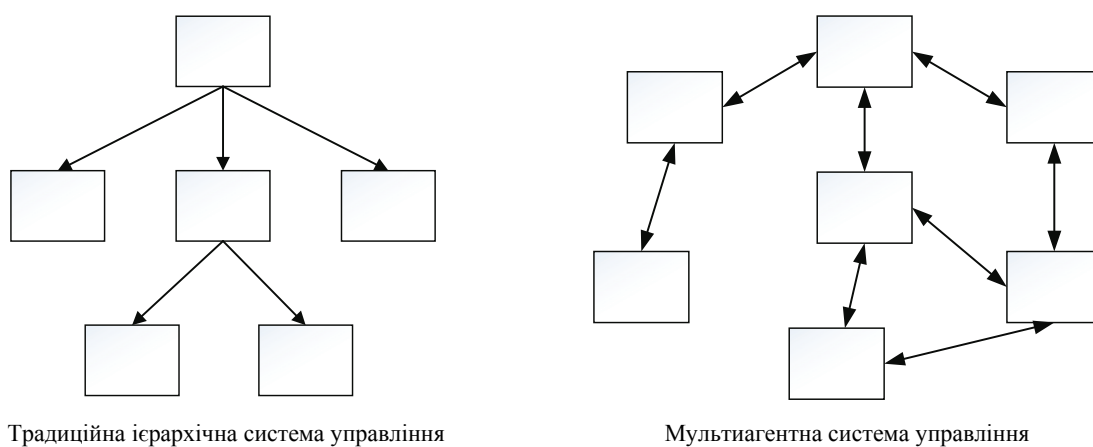 Традиційна ієрархічна система управління
Мультиагентна система управління